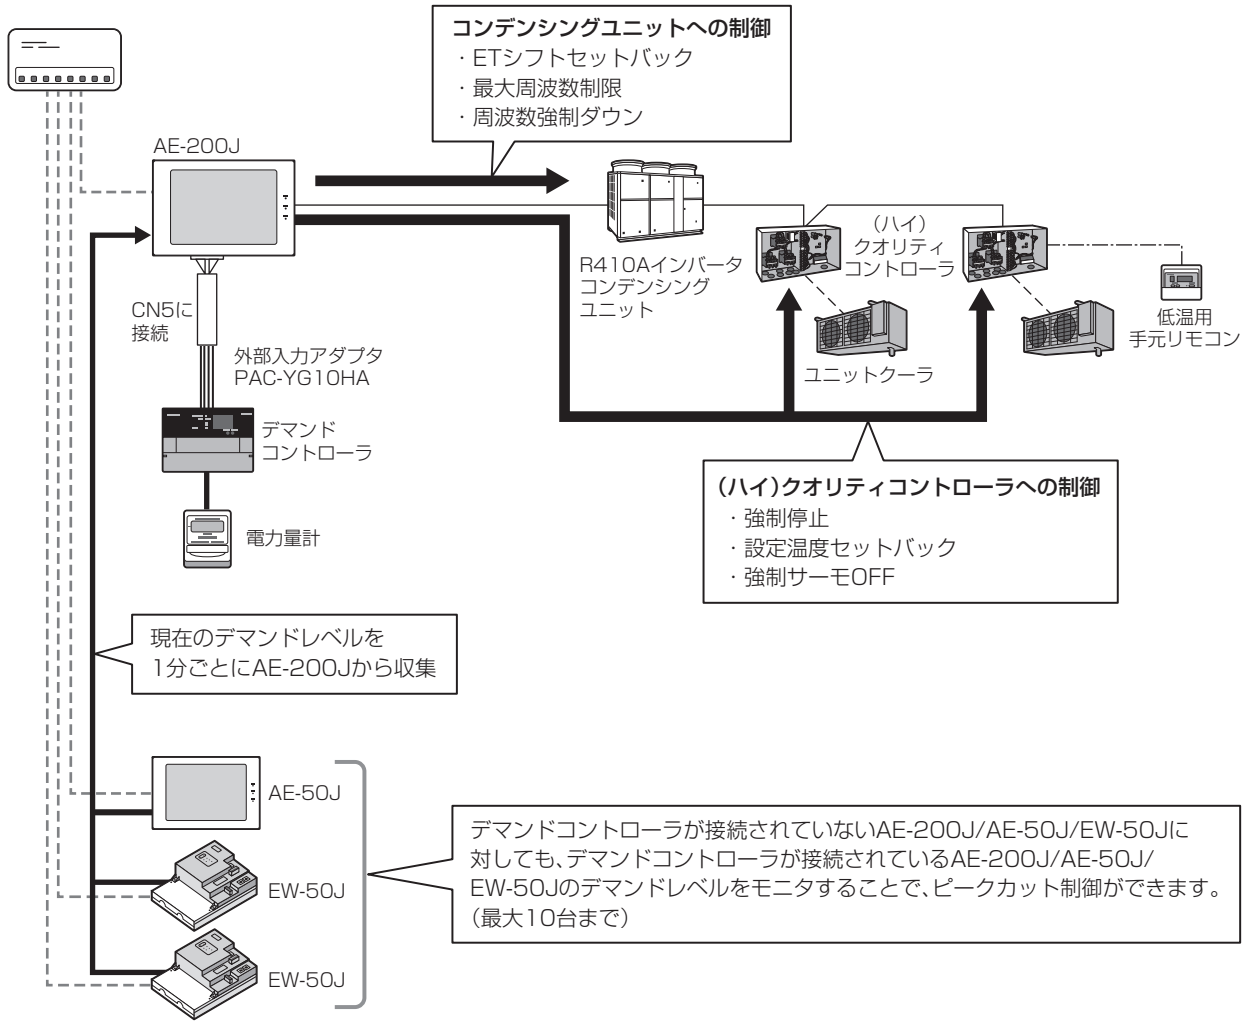 コンデンシングユニットへの制御
・ETシフトセットバック
・最大周波数制限
・周波数強制ダウン
AE-200J
R410Aインバータ
コンデンシング
ユニット
（ハイ）
クオリティ
コントローラ
低温用
手元リモコン
ユニットクーラ
CN5に
接続
外部入力アダプタ
PAC-YG10HA
デマンド
コントローラ
電力量計
（ハイ）クオリティコントローラへの制御
・強制停止
・設定温度セットバック
・強制サーモOFF
現在のデマンドレベルを
1分ごとにAE-200Jから収集
AE-50J
EW-50J
EW-50J
デマンドコントローラが接続されていないAE-200J/AE-50J/EW-50Jに
対しても、デマンドコントローラが接続されているAE-200J/AE-50J/
EW-50Jのデマンドレベルをモニタすることで、ピークカット制御ができます。
（最大10台まで）